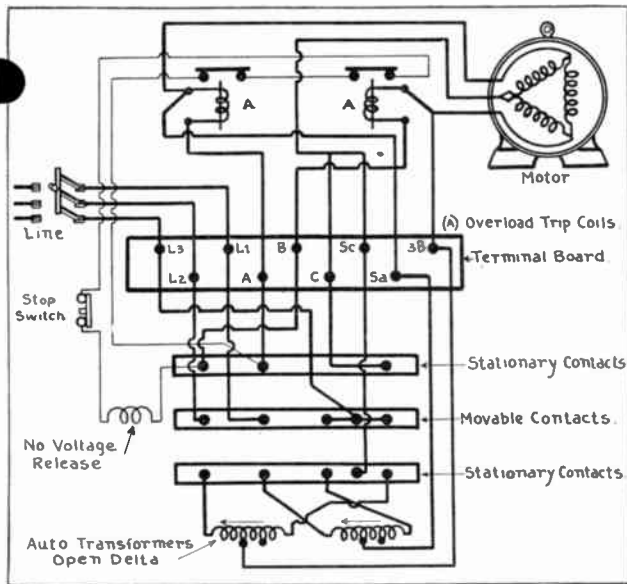 A
A
Motor
Line
(A) Overload Trip Coils
L3
L1
B
Sc
3B
Terminal Board
L2
A
C
Sa
Stop
Switch
Stationary Contacts
Movable Contacts
No Voltage
Release
Stationary Contacts
Auto Transformers
Open Delta